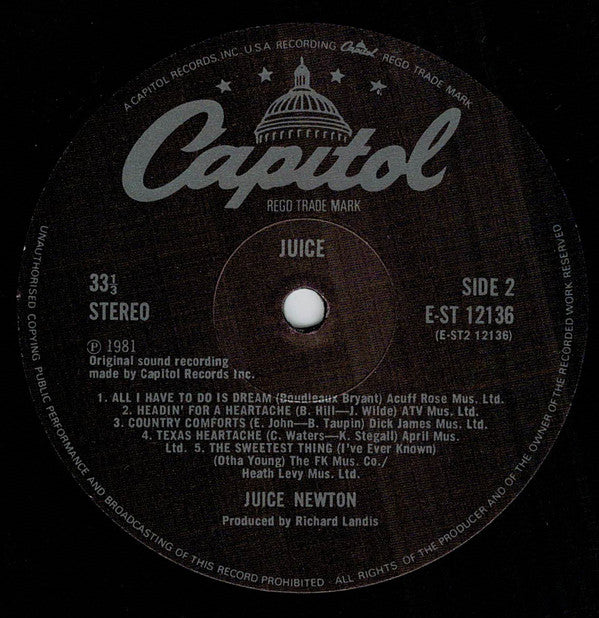 A CAPITOL RECORDS, INC. U.S.A RECORDING Capitol REGD TRADE MARK
Capitol
REGD TRADE MARK
JUICE
33⅓
STEREO
SIDE 2
E-ST 12136
(E-ST2 12136)
Ⓟ 1981
Original sound recording
made by Capitol Records Inc.
1. ALL I HAVE TO DO IS DREAM (Boudleaux Bryant) Acuff Rose Mus. Ltd.
2. HEADIN' FOR A HEARTACHE (B. Hill—J. Wilde) ATV Mus. Ltd.
3. COUNTRY COMFORTS (E. John—B. Taupin) Dick James Mus. Ltd.
4. TEXAS HEARTACHE (C. Waters—K. Stegall) April Mus.
Ltd. 5. THE SWEETEST THING (I've Ever Known)
(Otha Young) The FK Mus. Co./
Heath Levy Mus. Ltd.
JUICE NEWTON
Produced by Richard Landis
UNAUTHORISED COPYING PUBLIC PERFORMANCE AND BROADCASTING OF THIS RECORD PROHIBITED · ALL RIGHTS OF THE PRODUCER AND OF THE OWNER OF THE RECORDED WORK RESERVED